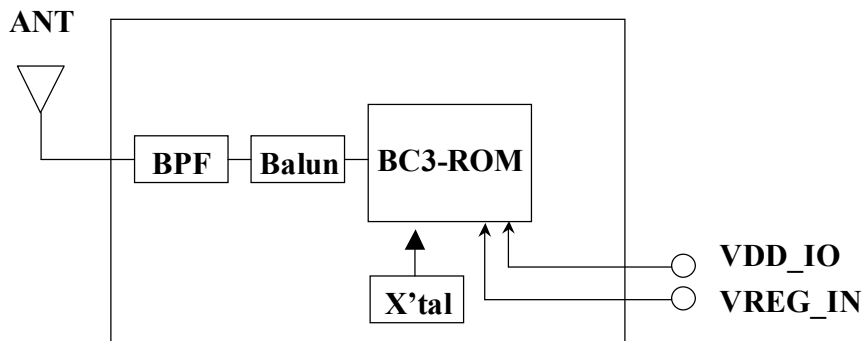 ANT
BPF
Balun
BC3-ROM
X’tal
VDD_IO
VREG_IN